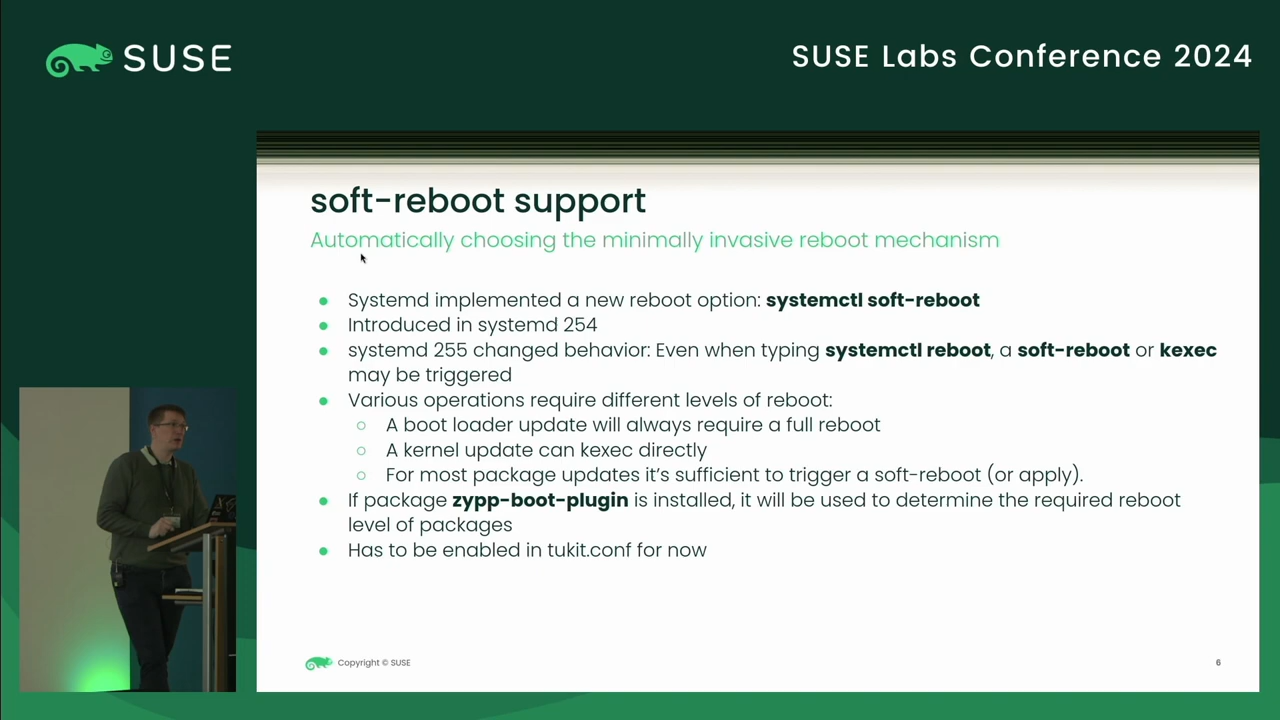 SUSE
SUSE Labs Conference 2024
soft-reboot support
Automatically choosing the minimally invasive reboot mechanism
● Systemd implemented a new reboot option: systemctl soft-reboot
● Introduced in systemd 254
● systemd 255 changed behavior: Even when typing systemctl reboot, a soft-reboot or kexec
may be triggered
● Various operations require different levels of reboot:
○ A boot loader update will always require a full reboot
○ A kernel update can kexec directly
○ For most package updates it's sufficient to trigger a soft-reboot (or apply).
● If package zypp-boot-plugin is installed, it will be used to determine the required reboot
level of packages
● Has to be enabled in tukit.conf for now
Copyright © SUSE
6